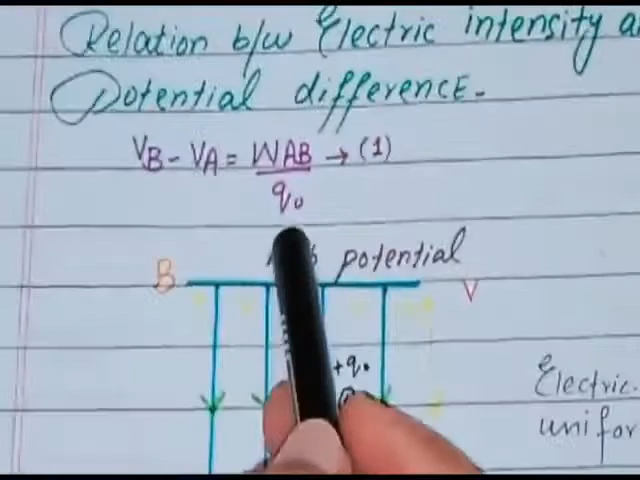 Relation b/w Electric intensity
Potential difference.
VB - VA = WAB → (1)
q₀
potential
B
V
+q₀
Electric
unifor